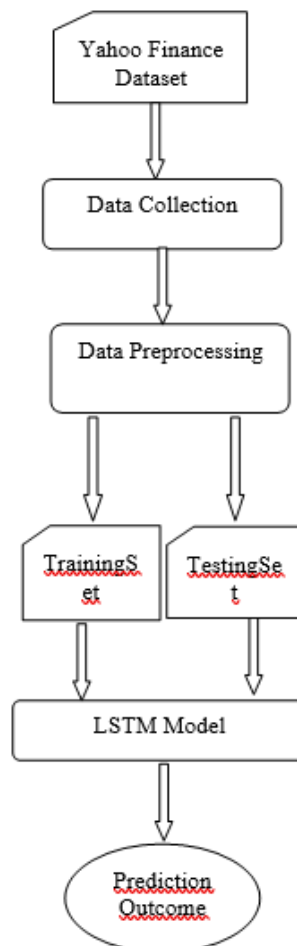 Yahoo Finance
Dataset
Data Collection
Data Preprocessing
TrainingS
et
TestingSe
t
LSTM Model
Prediction
Outcome